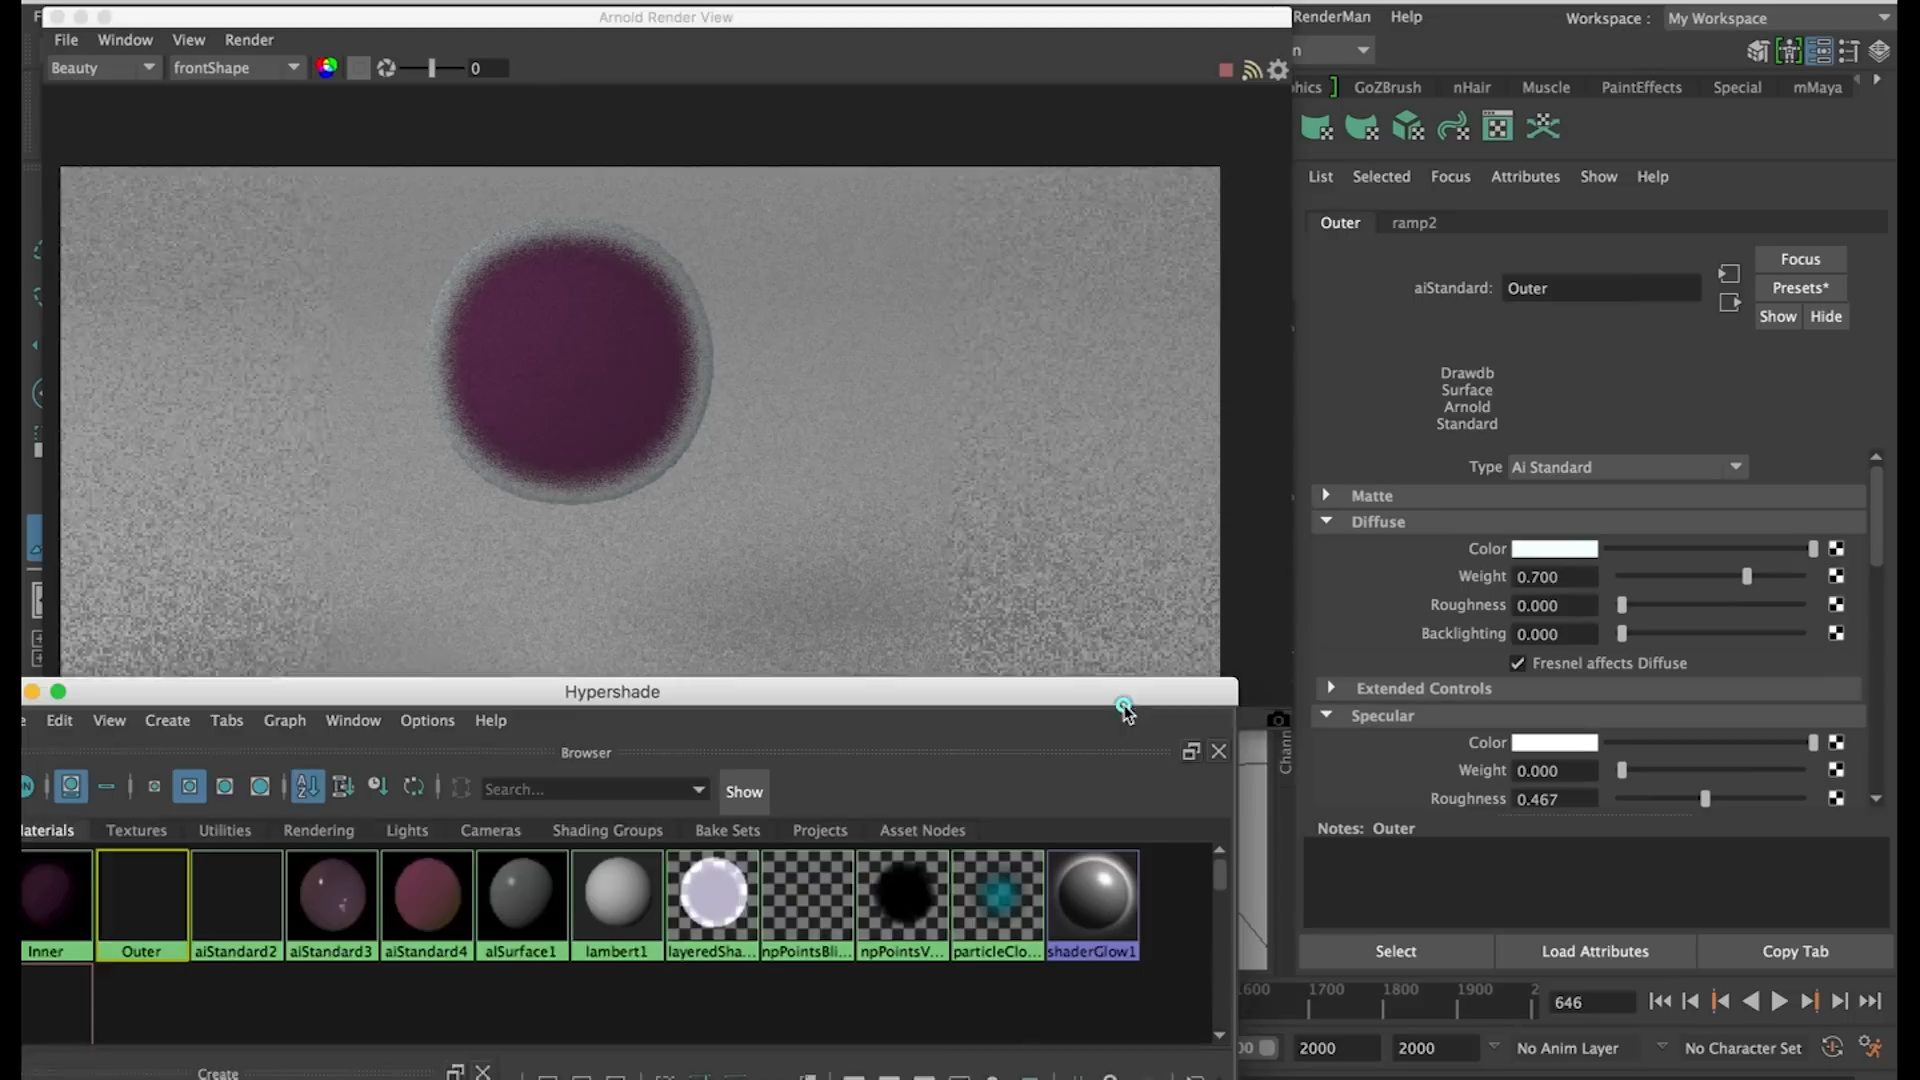 Arnold Render View
RenderMan Help
Workspace : My Workspace
File Window View Render
Beauty frontShape 0
GoZBrush nHair Muscle PaintEffects Special mMaya
List Selected Focus Attributes Show Help
Outer ramp2
Focus
aiStandard: Outer
Presets*
Show Hide
Drawdb
Surface
Arnold
Standard
Type Ai Standard
Matte
Diffuse
Color
Weight 0.700
Roughness 0.000
Backlighting 0.000
Fresnel affects Diffuse
Extended Controls
Specular
Color
Weight 0.000
Roughness 0.467
Notes: Outer
Select Load Attributes Copy Tab
Hypershade
Edit View Create Tabs Graph Window Options Help
Browser
Search... Show
aterials Textures Utilities Rendering Lights Cameras Shading Groups Bake Sets Projects Asset Nodes
Inner Outer aiStandard2 aiStandard3 aiStandard4 alSurface1 lambert1 layeredSha... npPointsBli... npPointsV... particleClo... shaderGlow1
Create
Chann
1700 1800 1900 2 646
2000 2000 No Anim Layer No Character Set